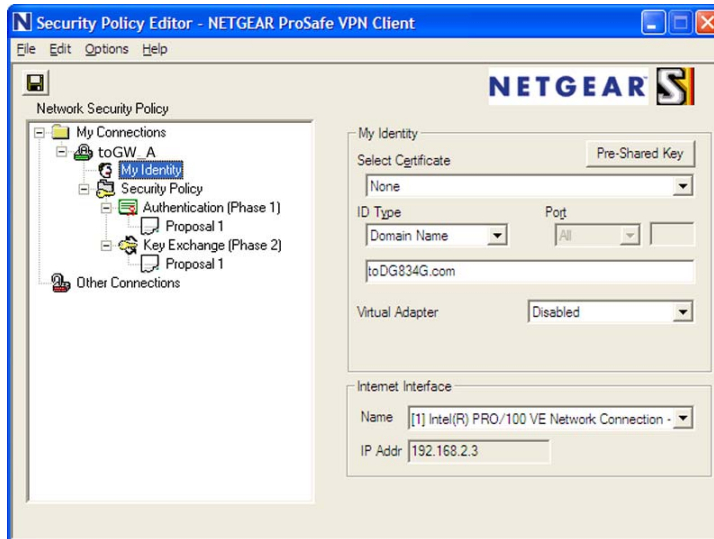 N Security Policy Editor - NETGEAR ProSafe VPN Client
File Edit Options Help
NETGEAR S
Network Security Policy
My Connections
toGW_A
My Identity
Security Policy
Authentication (Phase 1)
Proposal 1
Key Exchange (Phase 2)
Proposal 1
Other Connections
My Identity
Select Certificate
Pre-Shared Key
None
ID Type
Port
Domain Name
All
toDG834G.com
Virtual Adapter
Disabled
Internet Interface
Name
[1] Intel(R) PRO/100 VE Network Connection -
IP Addr
192.168.2.3